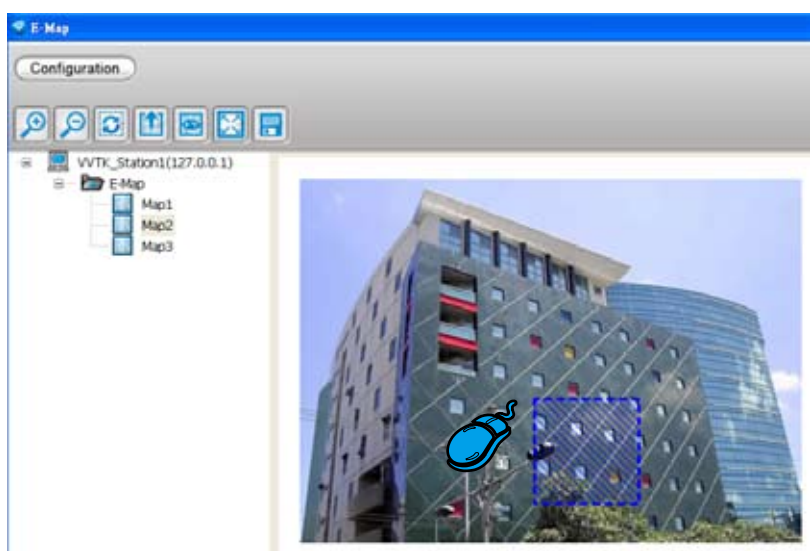 E-Map
Configuration
VVTK_Station1(127.0.0.1)
E-Map
Map1
Map2
Map3